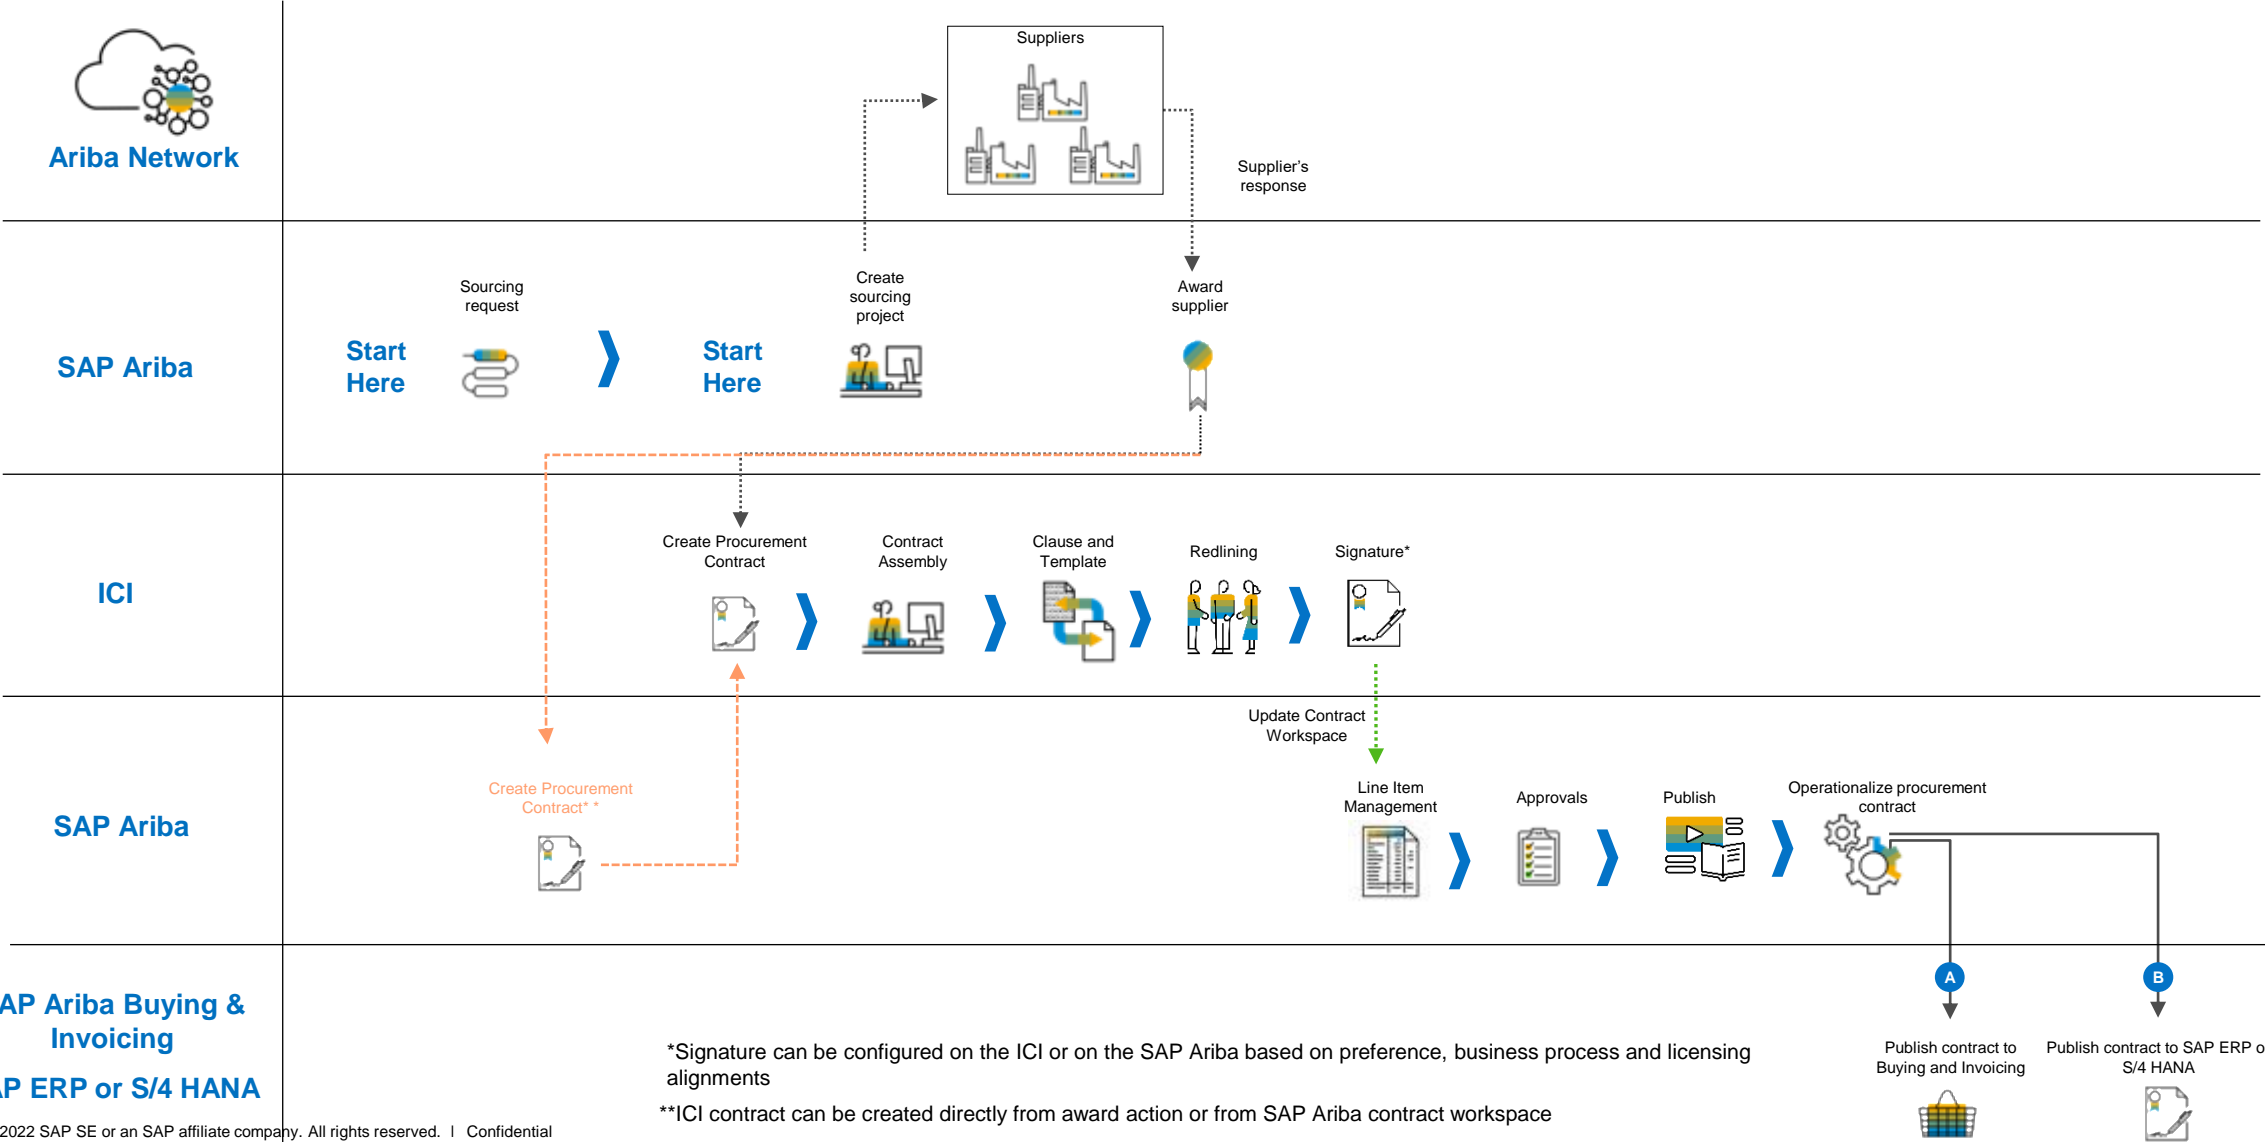 Suppliers
Ariba Network
Supplier's
response
Sourcing
request
Create
sourcing
project
Award
supplier
Start
Here
Start
Here
SAP Ariba
Create Procurement
Contract
Contract
Assembly
Clause and
Template
Redlining
Signature*
ICI
Update Contract
Workspace
Create Procurement
Contract* *
Line Item
Management
Approvals
Publish
Operationalize procurement
contract
SAP Ariba
A
B
AP Ariba Buying &
Invoicing
AP ERP or S/4 HANA
*Signature can be configured on the ICI or on the SAP Ariba based on preference, business process and licensing
alignments
**ICI contract can be created directly from award action or from SAP Ariba contract workspace
Publish contract to
Buying and Invoicing
Publish contract to SAP ERP o
S/4 HANA
2022 SAP SE or an SAP affiliate company. All rights reserved. I Confidential